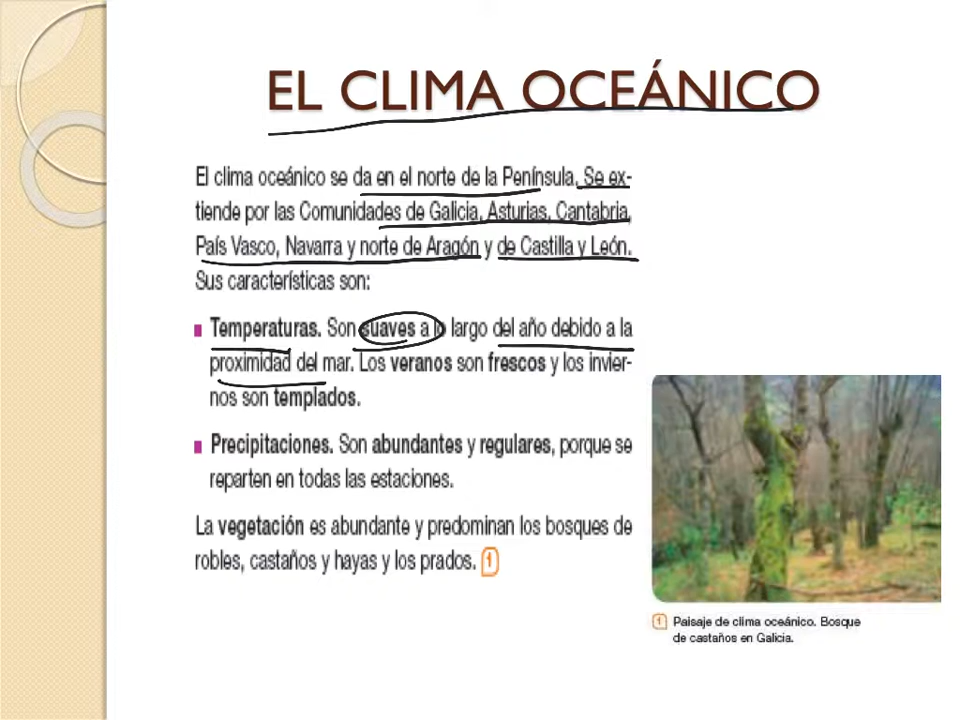 EL CLIMA OCEÁNICO
El clima oceánico se da en el norte de la Península. Se ex-
tiende por las Comunidades de Galicia, Asturias, Cantabria,
País Vasco, Navarra y norte de Aragón y de Castilla y León.
Sus características son:
Temperaturas. Son suaves a lo largo del año debido a la
proximidad del mar. Los veranos son frescos y los invier-
nos son templados.
Precipitaciones. Son abundantes y regulares, porque se
reparten en todas las estaciones.
La vegetación es abundante y predominan los bosques de
robles, castaños y hayas y los prados. 1
1 Paisaje de clima oceánico. Bosque
de castaños en Galicia.